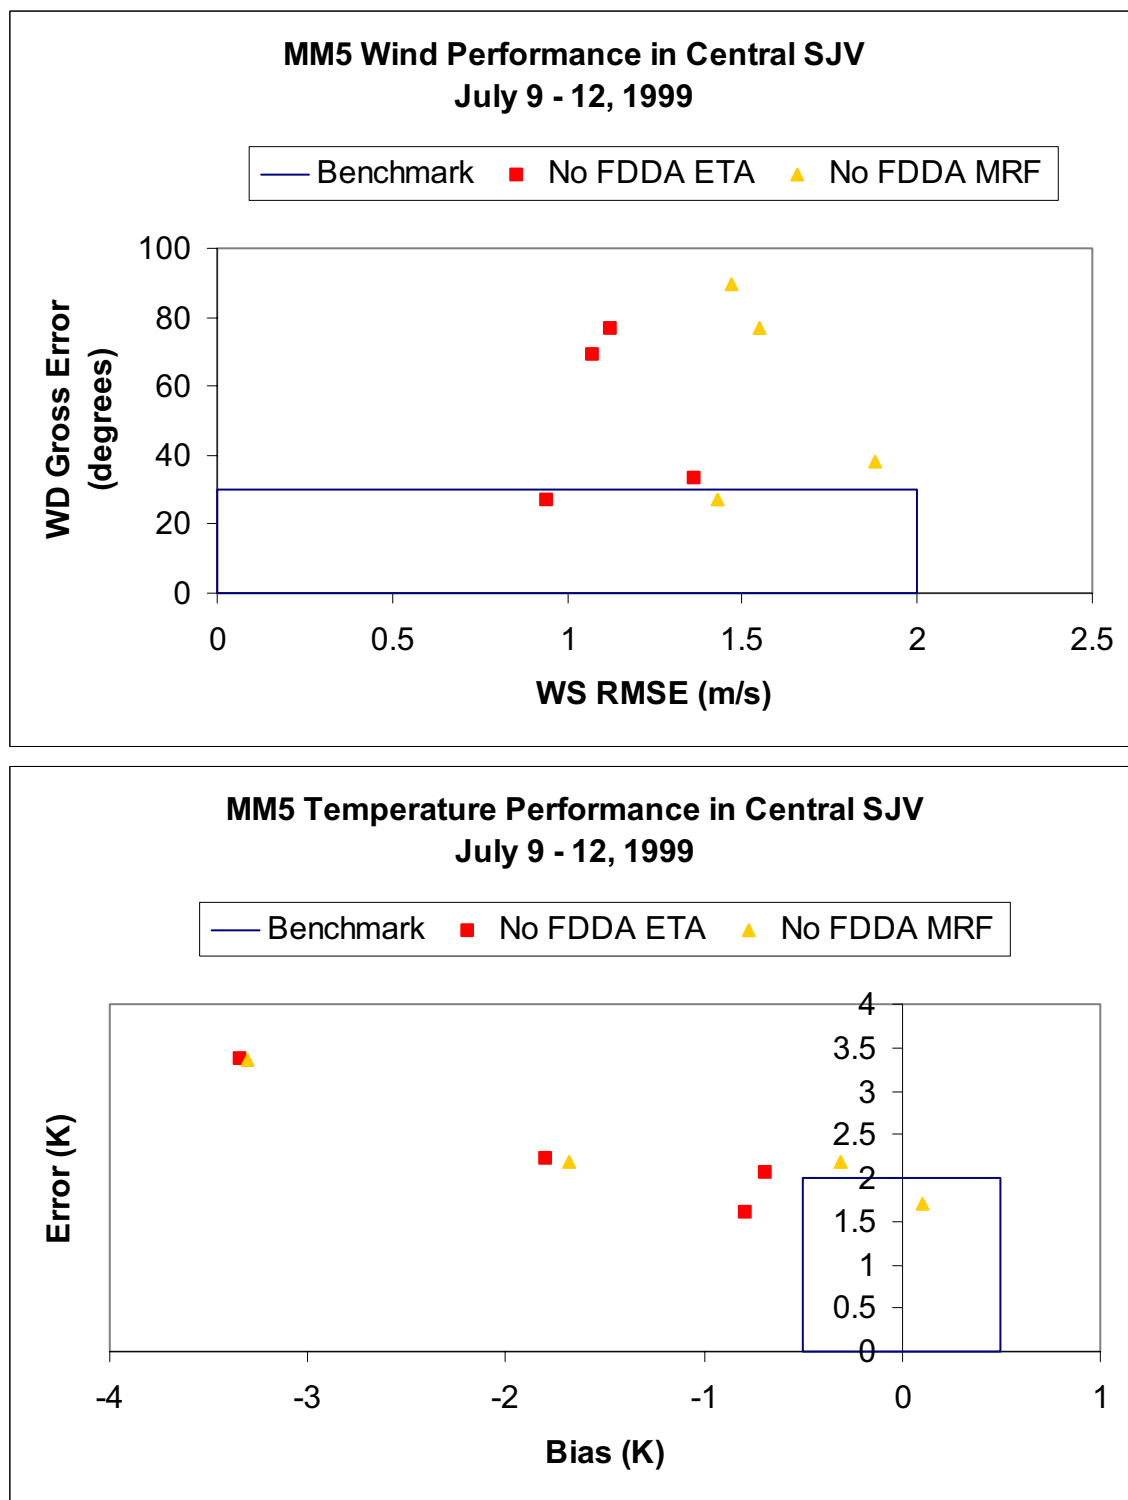 MM5 Wind Performance in Central SJV
July 9 - 12, 1999
Benchmark No FDDA ETA No FDDA MRF
100
80
60
40
20
0
WD Gross Error
(degrees)
0 0.5 1 1.5 2 2.5
WS RMSE (m/s)
MM5 Temperature Performance in Central SJV
July 9 - 12, 1999
Benchmark No FDDA ETA No FDDA MRF
4
3.5
3
2.5
2
1.5
1
0.5
0
Error (K)
-4 -3 -2 -1 0 1
Bias (K)